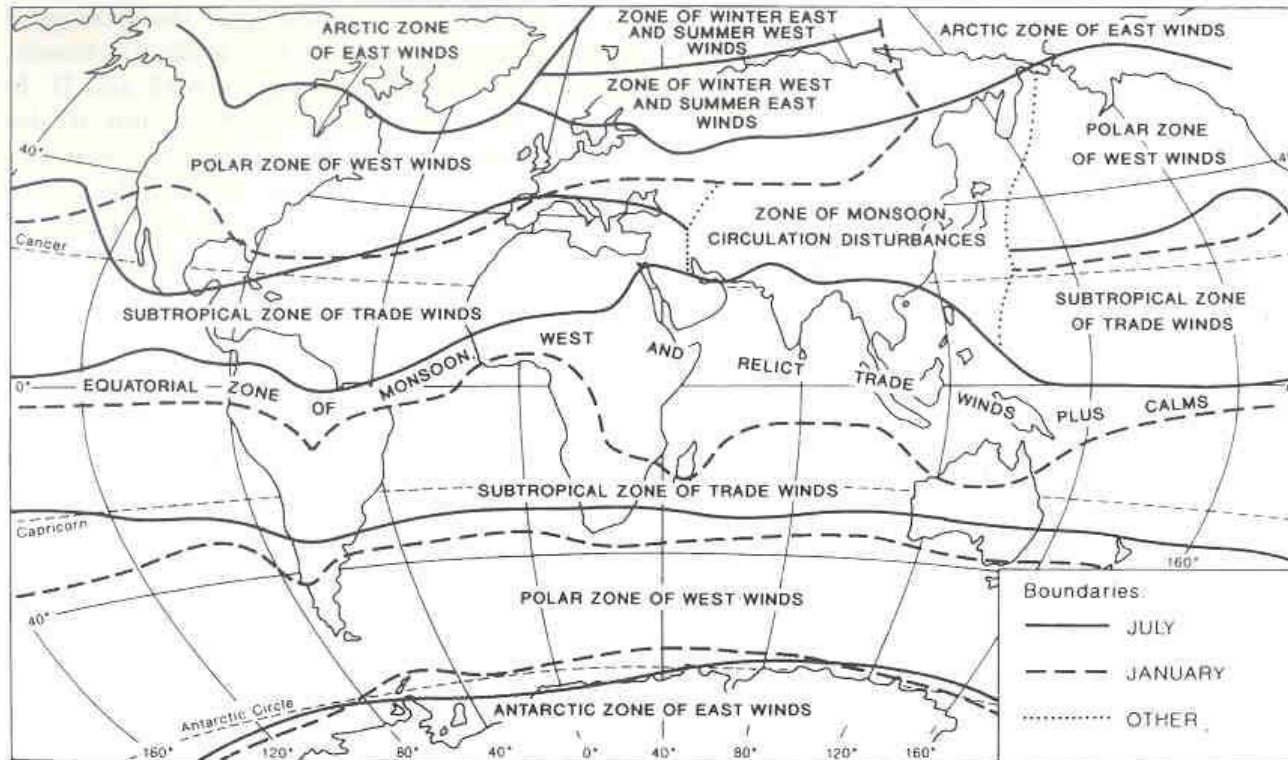 ARCTIC ZONE
OF EAST WINDS
ZONE OF WINTER EAST
AND SUMMER WEST
WINDS
ARCTIC ZONE OF EAST WINDS
ZONE OF WINTER WEST
AND SUMMER EAST
WINDS
40°
POLAR ZONE OF WEST WINDS
POLAR ZONE
OF WEST WINDS
4
ZONE OF MONSOON
CIRCULATION DISTURBANCES
Cancer
SUBTROPICAL ZONE OF TRADE WINDS
SUBTROPICAL ZONE
OF TRADE WINDS
0°
EQUATORIAL ZONE OF MONSOON, WEST AND RELICT TRADE WINDS PLUS CALMS
SUBTROPICAL ZONE OF TRADE WINDS
Capricorn
160°
40°
POLAR ZONE OF WEST WINDS
Antarctic Circle
ANTARCTIC ZONE OF EAST WINDS
160°
120°
80°
40°
0°
40°
80°
120°
160°
Boundaries:
JULY
JANUARY
OTHER